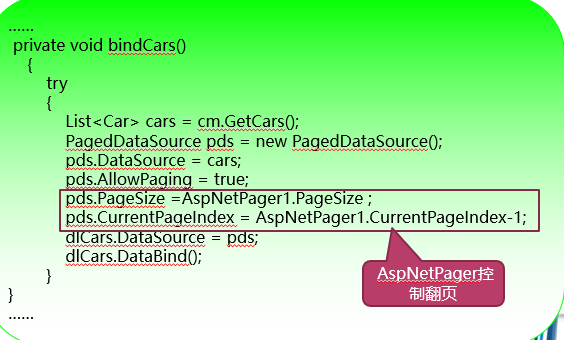 ......
private void bindCars()
{
try
{
List<Car> cars = cm.GetCars();
PagedDataSource pds = new PagedDataSource();
pds.DataSource = cars;
pds.AllowPaging = true;
pds.PageSize =AspNetPager1.PageSize ;
pds.CurrentPageIndex = AspNetPager1.CurrentPageIndex-1;
dlCars.DataSource = pds;
dlCars.DataBind();
}
}
......
AspNetPager控
制翻页